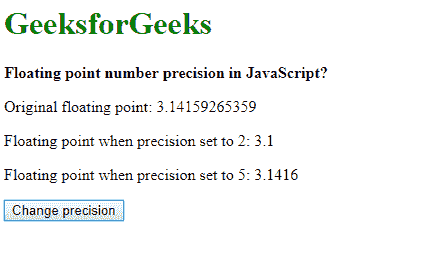 GeeksforGeeks
Floating point number precision in JavaScript?
Original floating point: 3.14159265359
Floating point when precision set to 2: 3.1
Floating point when precision set to 5: 3.1416
Change precision